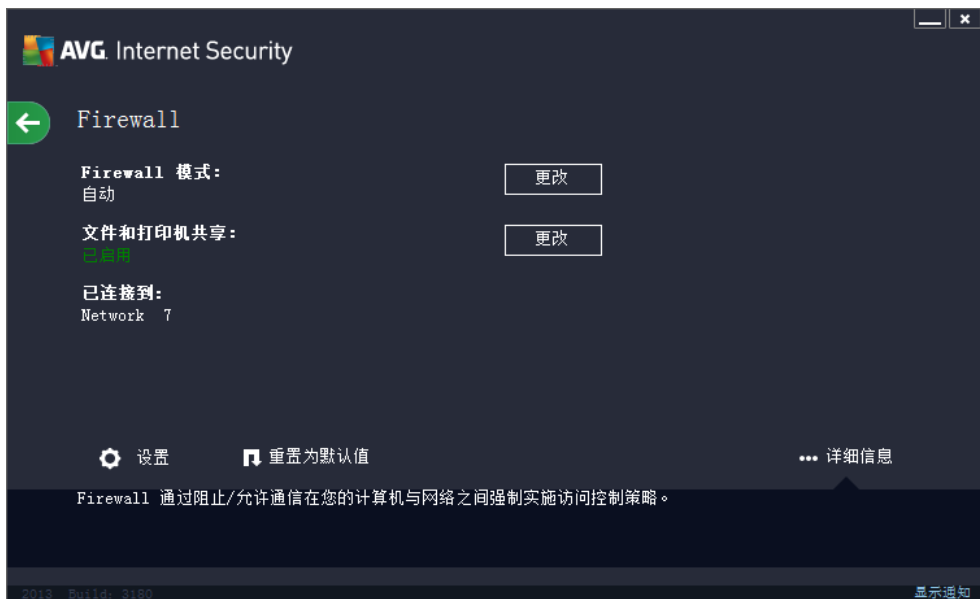 AVG. Internet Security
Firewall
Firewall 模式:
自动
更改
文件和打印机共享:
已启用
更改
已连接到:
Network 7
设置
重置为默认值
详细信息
Firewall 通过阻止/允许通信在您的计算机与网络之间强制实施访问控制策略。
2013 Build: 3180
显示通知